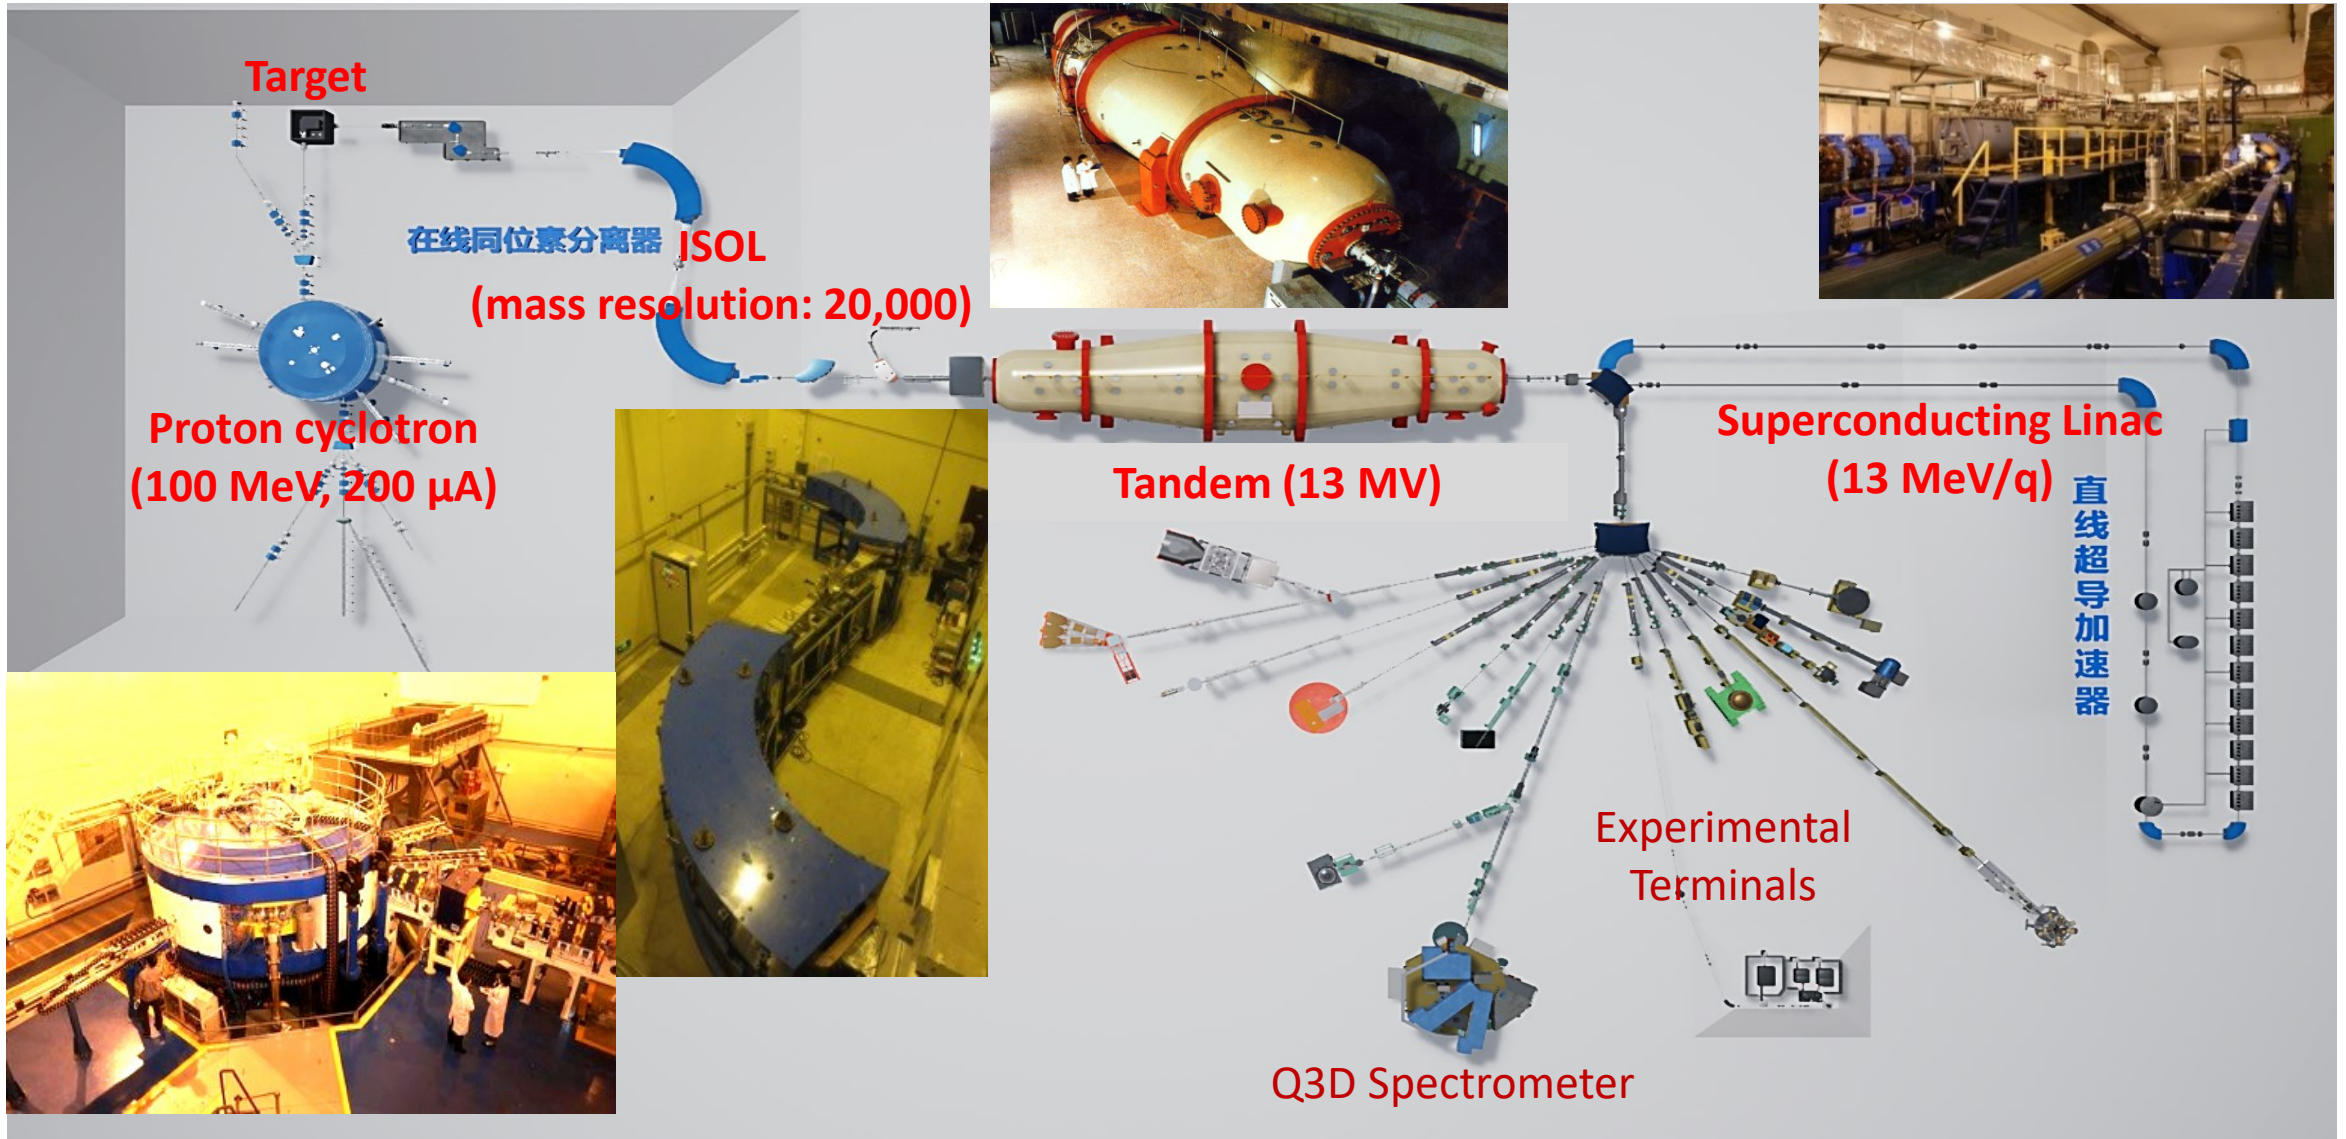 Target
在线同位素分离器
ISOL
(mass resolution: 20,000)
Proton cyclotron
(100 MeV, 200 μA)
Tandem (13 MV)
Superconducting Linac
(13 MeV/q)
直线超导加速器
Experimental
Terminals
Q3D Spectrometer